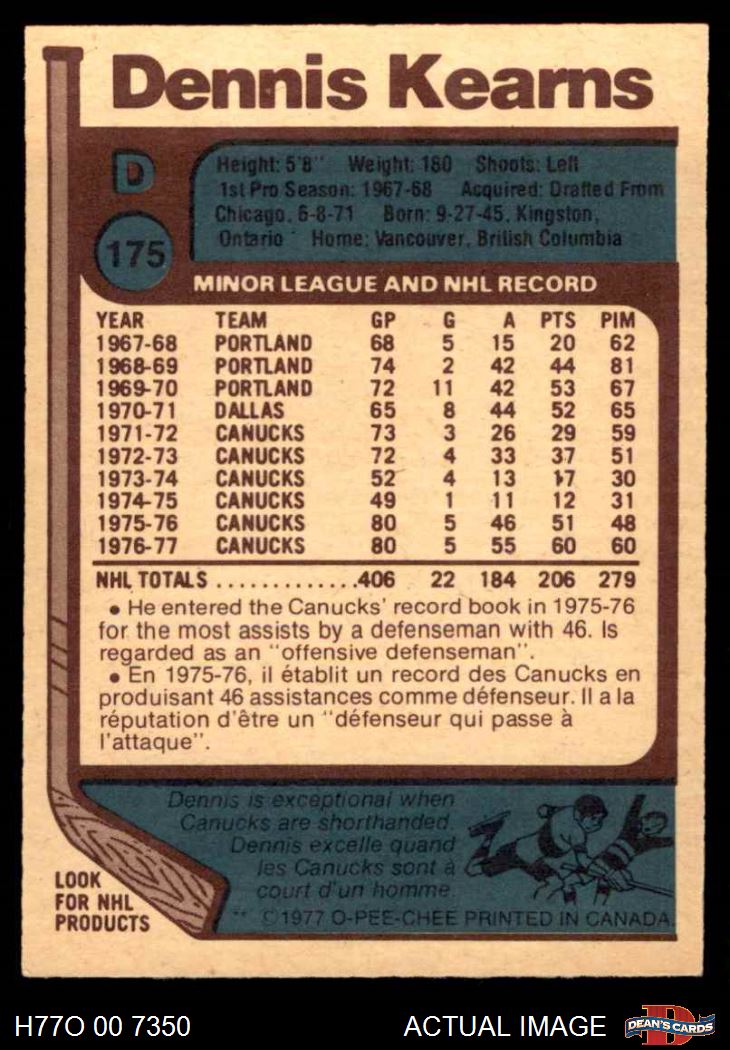 Dennis Kearns
D
Height: 5'8" Weight: 180 Shoots: Left
1st Pro Season: 1967-68 Acquired: Drafted From
Chicago, 6-8-71 Born: 9-27-45, Kingston,
Ontario Home: Vancouver, British Columbia
175
MINOR LEAGUE AND NHL RECORD
YEAR TEAM GP G A PTS PIM
1967-68 PORTLAND 68 5 15 20 62
1968-69 PORTLAND 74 2 42 44 81
1969-70 PORTLAND 72 11 42 53 67
1970-71 DALLAS 65 8 44 52 65
1971-72 CANUCKS 73 3 26 29 59
1972-73 CANUCKS 72 4 33 37 51
1973-74 CANUCKS 52 4 13 17 30
1974-75 CANUCKS 49 1 11 12 31
1975-76 CANUCKS 80 5 46 51 48
1976-77 CANUCKS 80 5 55 60 60
NHL TOTALS .............406 22 184 206 279
• He entered the Canucks' record book in 1975-76
for the most assists by a defenseman with 46. Is
regarded as an "offensive defenseman".
• En 1975-76, il établit un record des Canucks en
produisant 46 assistances comme défenseur. Il a la
réputation d'être un "défenseur qui passe à
l'attaque".
Dennis is exceptional when
Canucks are shorthanded.
Dennis excelle quand
les Canucks sont à
court d'un homme.
LOOK
FOR NHL
PRODUCTS
** ©1977 O-PEE-CHEE PRINTED IN CANADA
H77O 00 7350 ACTUAL IMAGE
D
DEAN'S CARDS